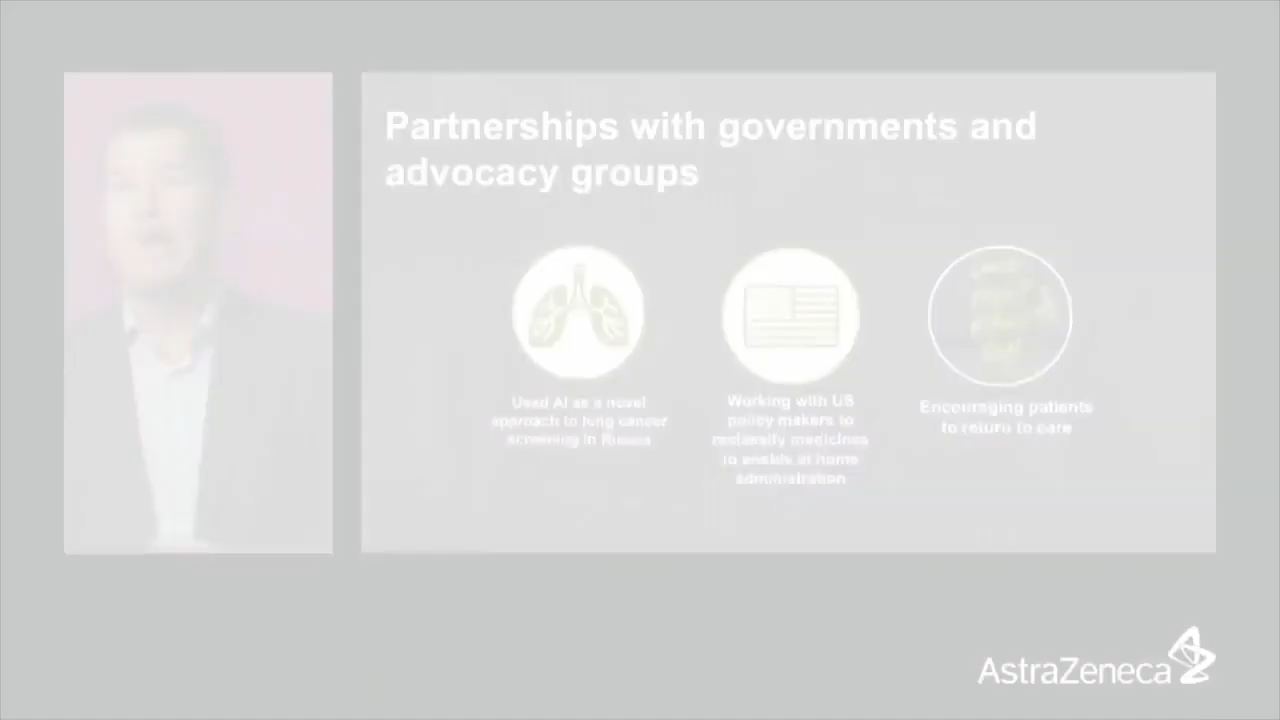 Partnerships with governments and
advocacy groups
Used AI as a novel
approach to lung cancer
screening in Russia
Working with US
policy makers to
reclassify medicines
to enable at home
administration
Encouraging patients
to return to care
AstraZeneca